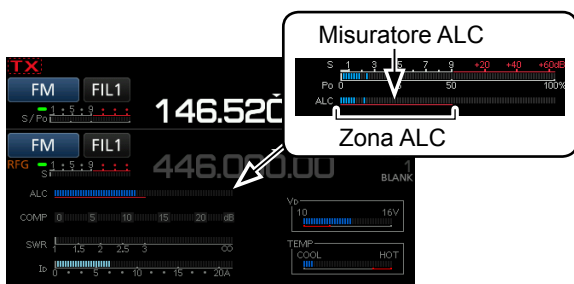 Misuratore ALC
S 1 3 5 7 9 +20 +40 +60dB
Po 0 50 100%
ALC
Zona ALC
TX
FM FIL1
S/Po 1 5 9
146.520
FM FIL1
RFG
S 1 5 9
446.000.00
1
BLANK
ALC
COMP 0 5 10 15 20 dB
SWR 1 1.5 2 2.5 3 ∞
ID 0 5 10 15 20A
VD
10 16V
TEMP
COOL HOT